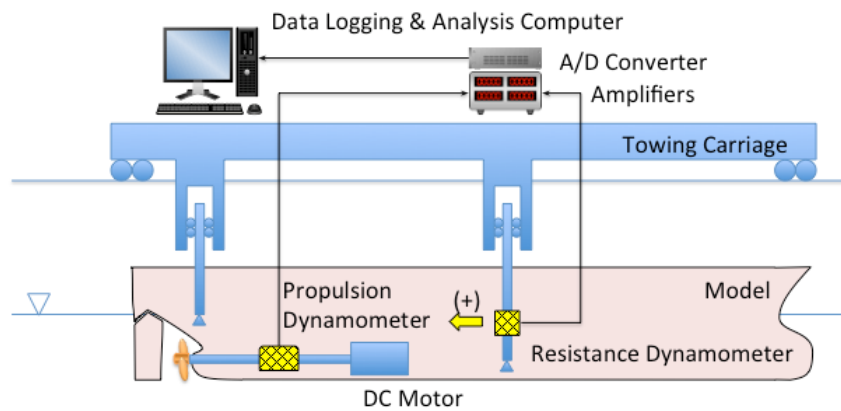 Data Logging & Analysis Computer
A/D Converter
Amplifiers
Towing Carriage
Propulsion
Dynamometer
(+)
Model
Resistance Dynamometer
DC Motor